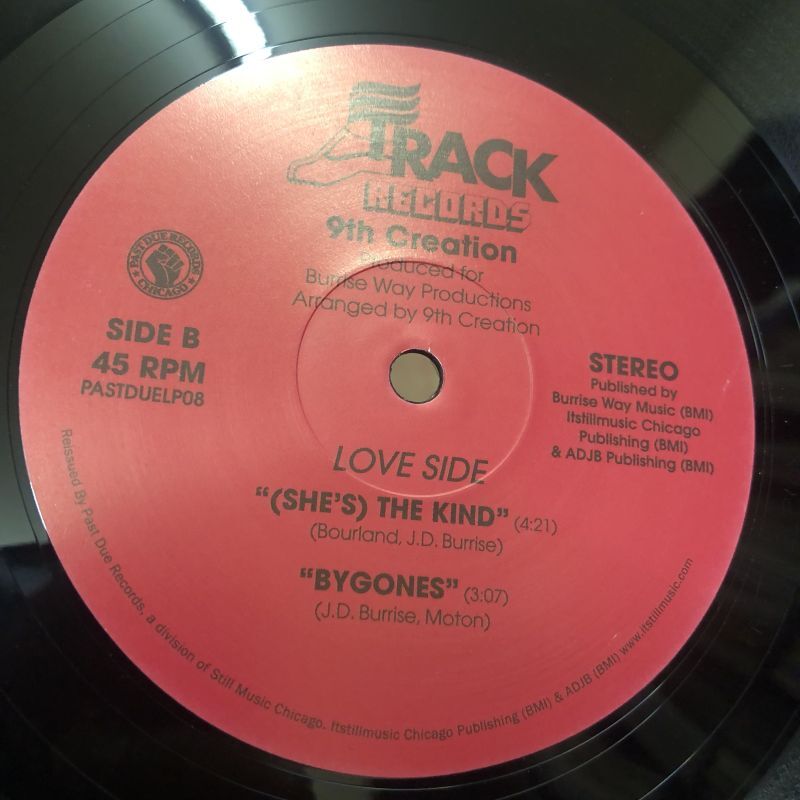 TRACK
RECORDS
9th Creation
Produced for
Burrise Way Productions
Arranged by 9th Creation
PAST DUE RECORDS
CHICAGO
SIDE B
45 RPM
PASTDUELP08
STEREO
Published by
Burrise Way Music (BMI)
Itstillmusic Chicago
Publishing (BMI)
& ADJB Publishing (BMI)
LOVE SIDE
"(SHE'S) THE KIND" (4:21)
(Bourland, J.D. Burrise)
"BYGONES" (3:07)
(J.D. Burrise, Moton)
Reissued By Past Due Records, a division of Still Music Chicago. Itstillmusic Chicago Publishing (BMI) & ADJB (BMI) www.itstillmusic.com